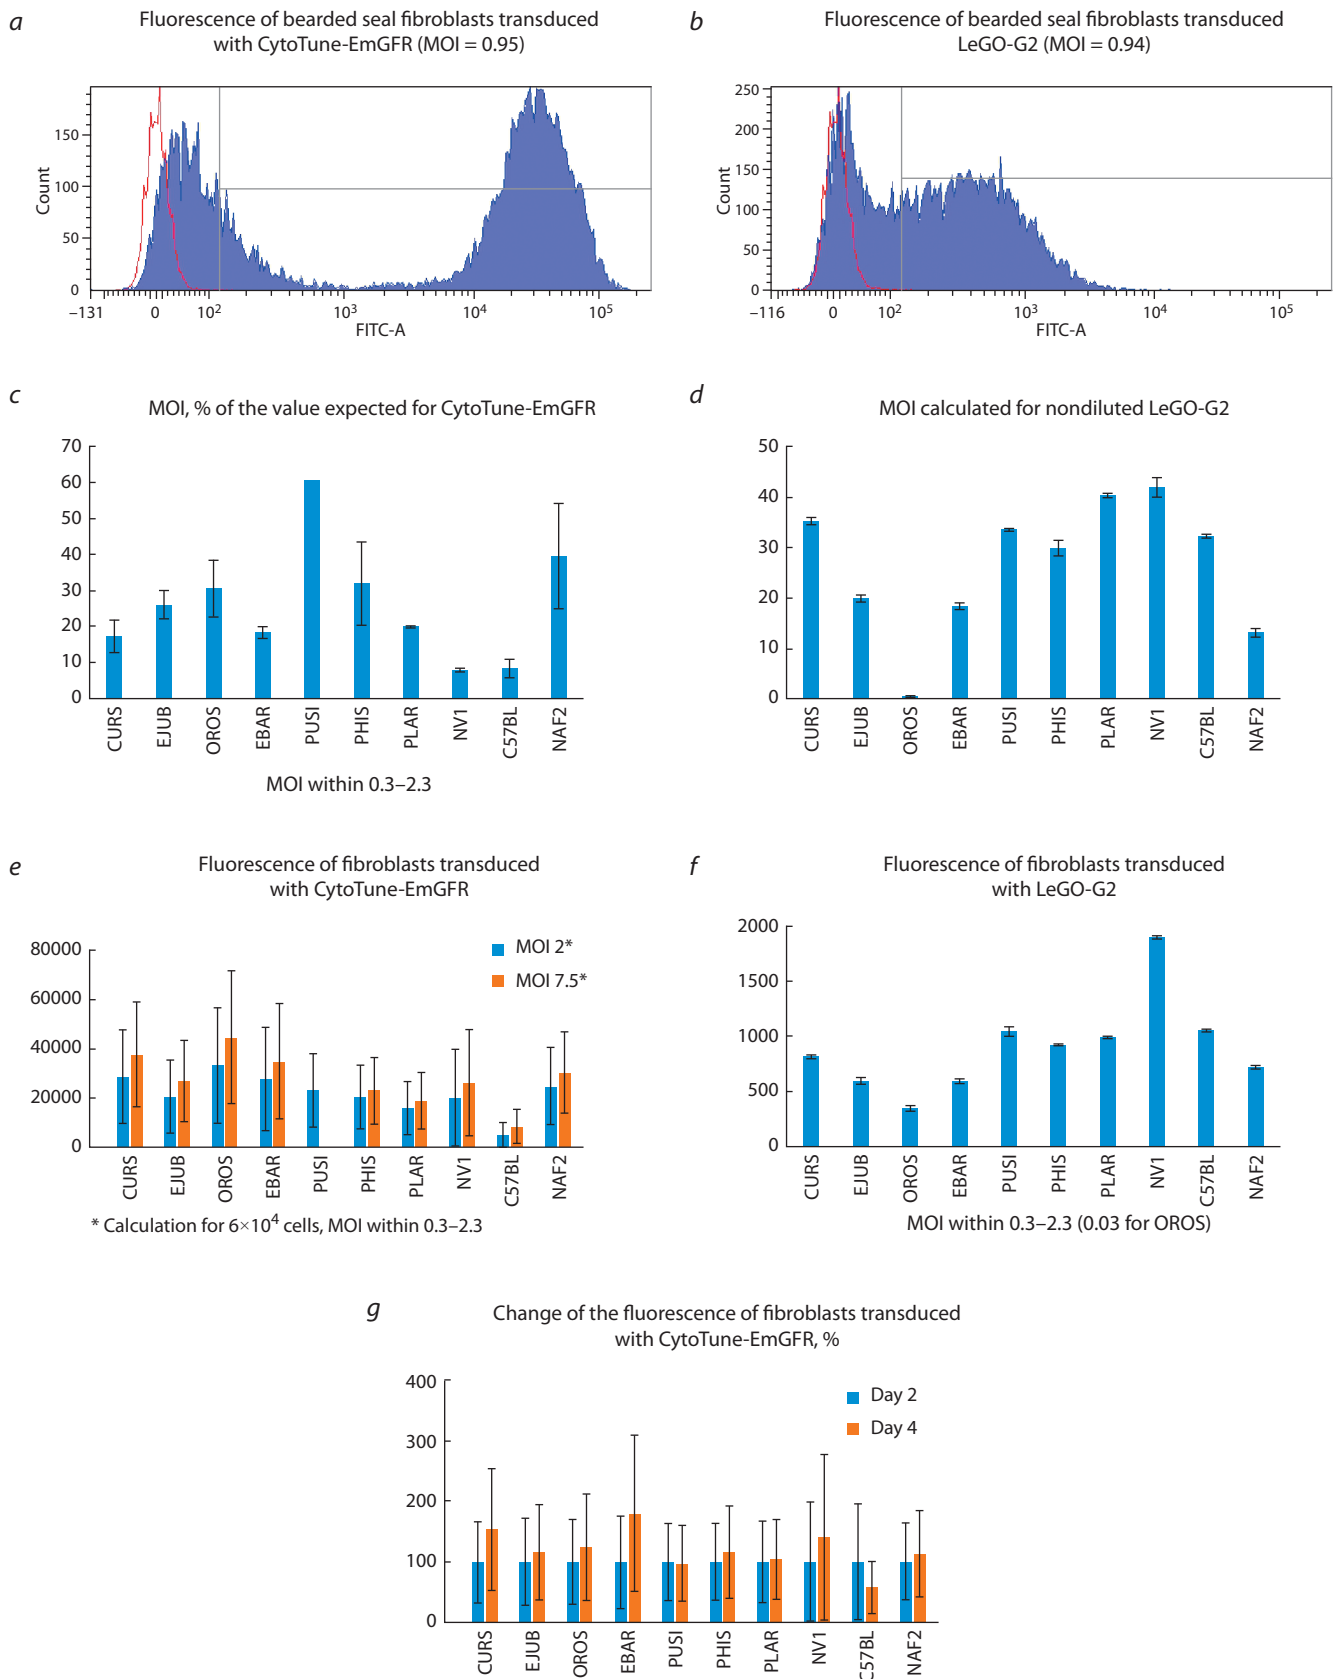 a
Fluorescence of bearded seal fibroblasts transduced
with CytoTune-EmGFR (MOI = 0.95)
150
100
50
0
Count
–131
0
10²
10³
10⁴
10⁵
FITC-A
b
Fluorescence of bearded seal fibroblasts transduced
LeGO-G2 (MOI = 0.94)
250
200
150
100
50
0
Count
–116
0
10²
10³
10⁴
10⁵
FITC-A
c
MOI, % of the value expected for CytoTune-EmGFR
70
60
50
40
30
20
10
0
CURS
EJUB
OROS
EBAR
PUSI
PHIS
PLAR
NV1
C57BL
NAF2
MOI within 0.3–2.3
d
MOI calculated for nondiluted LeGO-G2
50
40
30
20
10
0
CURS
EJUB
OROS
EBAR
PUSI
PHIS
PLAR
NV1
C57BL
NAF2
e
Fluorescence of fibroblasts transduced
with CytoTune-EmGFR
MOI 2*
MOI 7.5*
80000
60000
40000
20000
0
CURS
EJUB
OROS
EBAR
PUSI
PHIS
PLAR
NV1
C57BL
NAF2
* Calculation for 6×10⁴ cells, MOI within 0.3–2.3
f
Fluorescence of fibroblasts transduced
with LeGO-G2
2000
1500
1000
500
0
CURS
EJUB
OROS
EBAR
PUSI
PHIS
PLAR
NV1
C57BL
NAF2
MOI within 0.3–2.3 (0.03 for OROS)
g
Change of the fluorescence of fibroblasts transduced
with CytoTune-EmGFR, %
Day 2
Day 4
400
300
200
100
0
CURS
EJUB
OROS
EBAR
PUSI
PHIS
PLAR
NV1
C57BL
NAF2